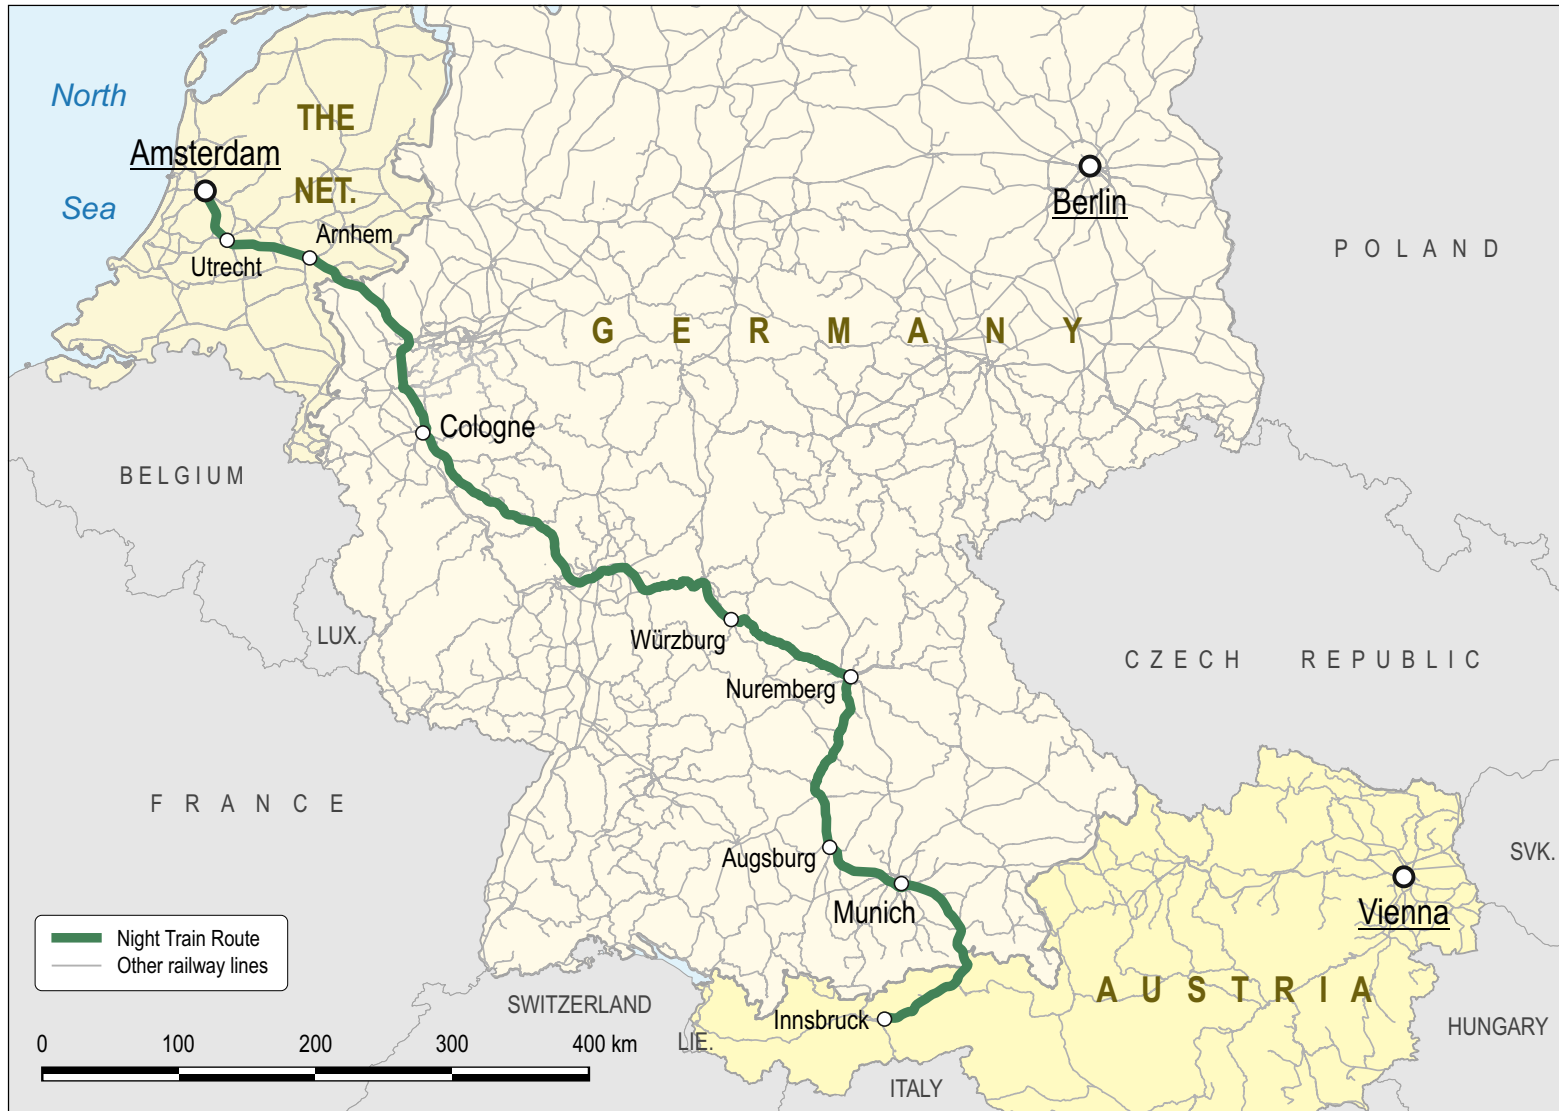 North
Sea
THE
NET.
Amsterdam
Utrecht
Arnhem
Berlin
POLAND
GERMANY
Cologne
BELGIUM
LUX.
Würzburg
Nuremberg
CZECH REPUBLIC
FRANCE
Augsburg
Munich
SVK.
Vienna
AUSTRIA
Innsbruck
SWITZERLAND
LIE.
ITALY
HUNGARY
Night Train Route
Other railway lines
0 100 200 300 400 km